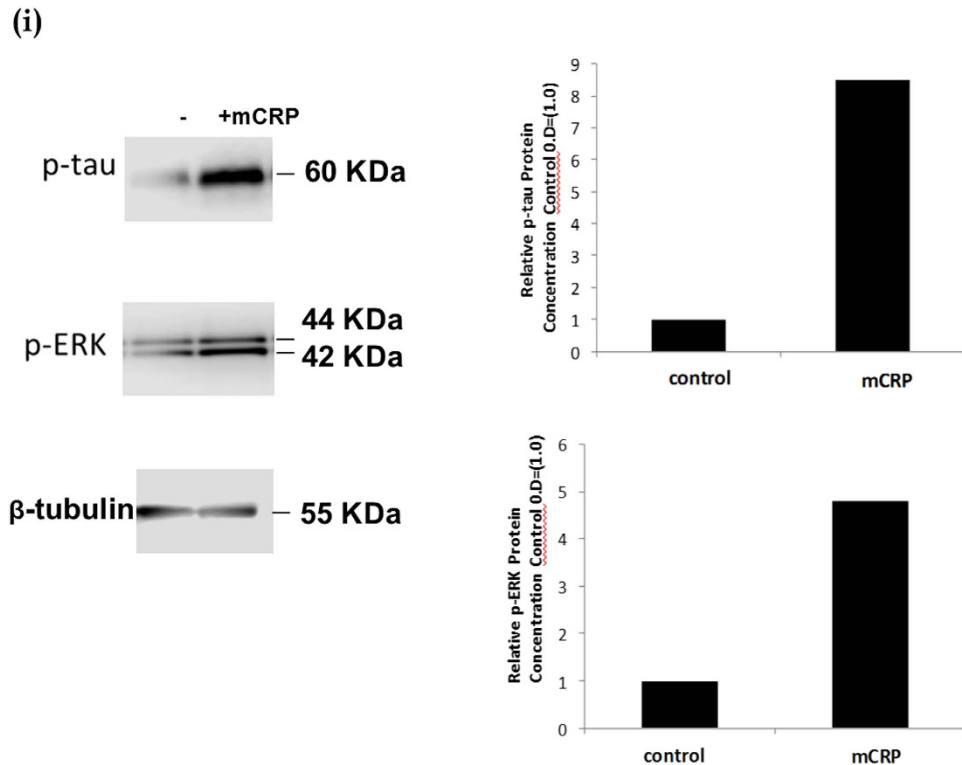 (i)
- +mCRP
p-tau
60 KDa
p-ERK
44 KDa
42 KDa
β-tubulin
55 KDa
Relative p-tau Protein
Concentration Control 0.D=(1.0)
9
8
7
6
5
4
3
2
1
0
control mCRP
Relative p-ERK Protein
Concentration Control 0.D=(1.0)
6
5
4
3
2
1
0
control mCRP